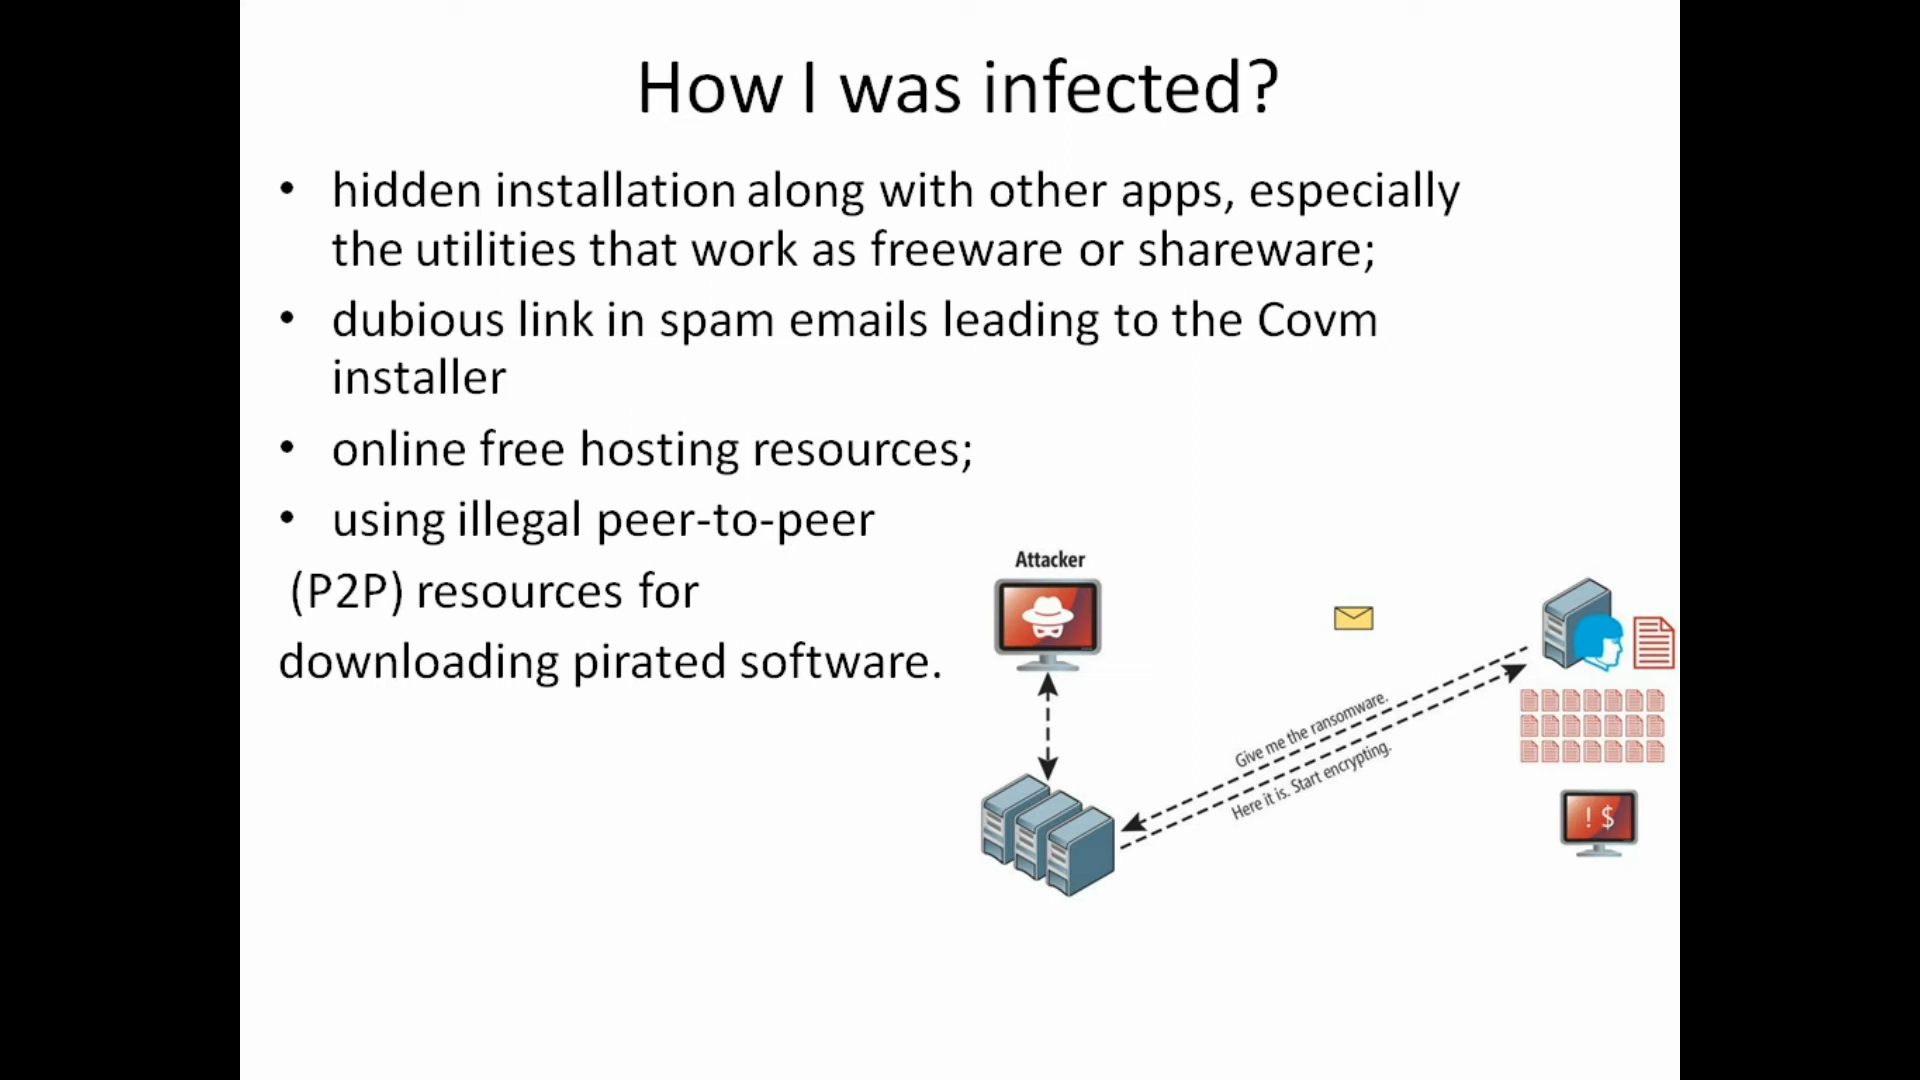 How I was infected?
• hidden installation along with other apps, especially
the utilities that work as freeware or shareware;
• dubious link in spam emails leading to the Covm
installer
• online free hosting resources;
• using illegal peer-to-peer
(P2P) resources for
downloading pirated software.
Attacker
Give me the ransomware.
Here it is. Start encrypting.
! $